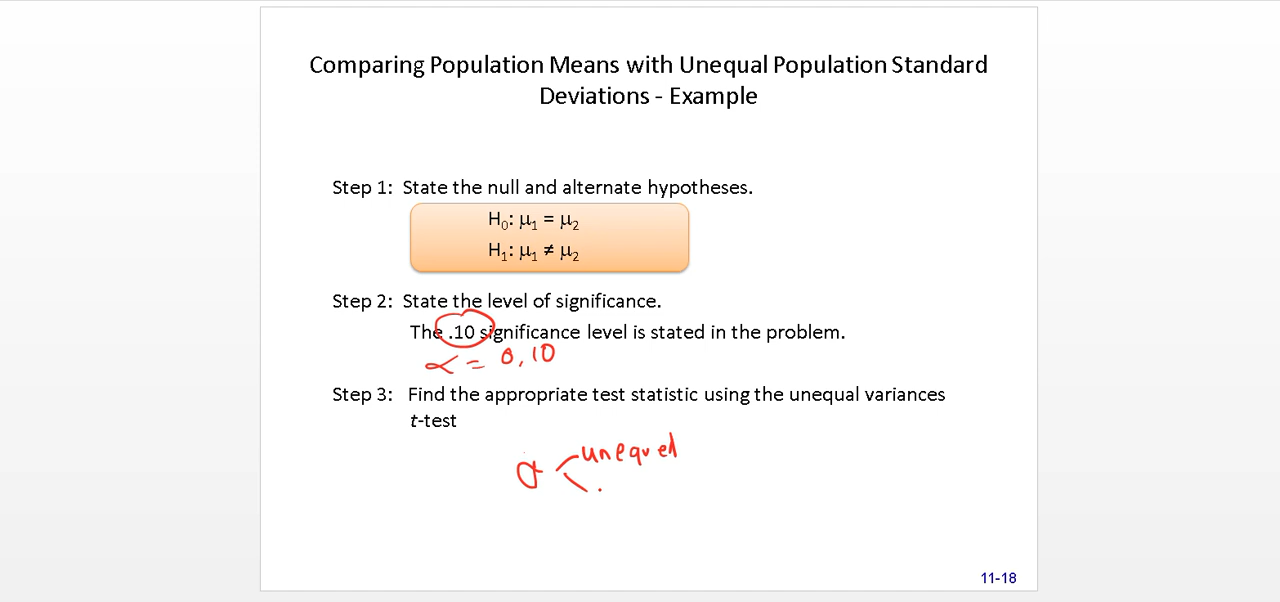 Comparing Population Means with Unequal Population Standard
Deviations - Example
Step 1: State the null and alternate hypotheses.
H₀: μ₁ = μ₂
H₁: μ₁ ≠ μ₂
Step 2: State the level of significance.
The .10 significance level is stated in the problem.
α = 0,10
Step 3: Find the appropriate test statistic using the unequal variances
t-test
unequel
11-18